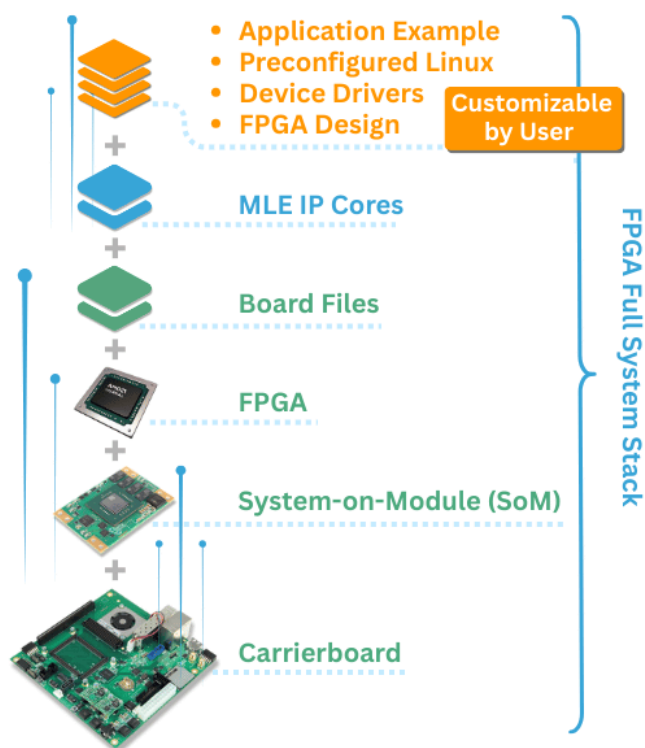 • Application Example
• Preconfigured Linux
• Device Drivers
• FPGA Design
Customizable
by User
MLE IP Cores
Board Files
FPGA
AMD
System-on-Module (SoM)
Carrierboard
FPGA Full System Stack